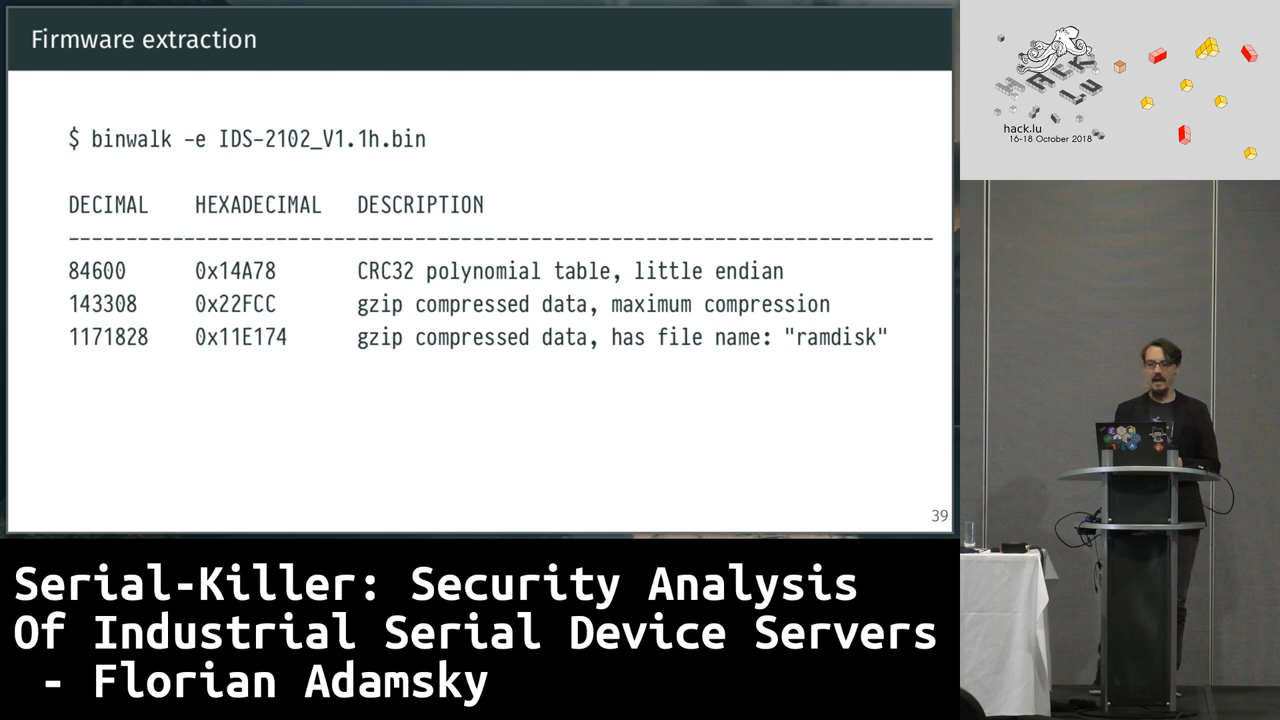 Firmware extraction
$ binwalk -e IDS-2102_V1.1h.bin
DECIMAL HEXADECIMAL DESCRIPTION
--------------------------------------------------------------------------------
84600 0x14A78 CRC32 polynomial table, little endian
143308 0x22FCC gzip compressed data, maximum compression
1171828 0x11E174 gzip compressed data, has file name: "ramdisk"
39
HACK
LU
hack.lu
16-18 October 2018
Serial-Killer: Security Analysis
Of Industrial Serial Device Servers
- Florian Adamsky